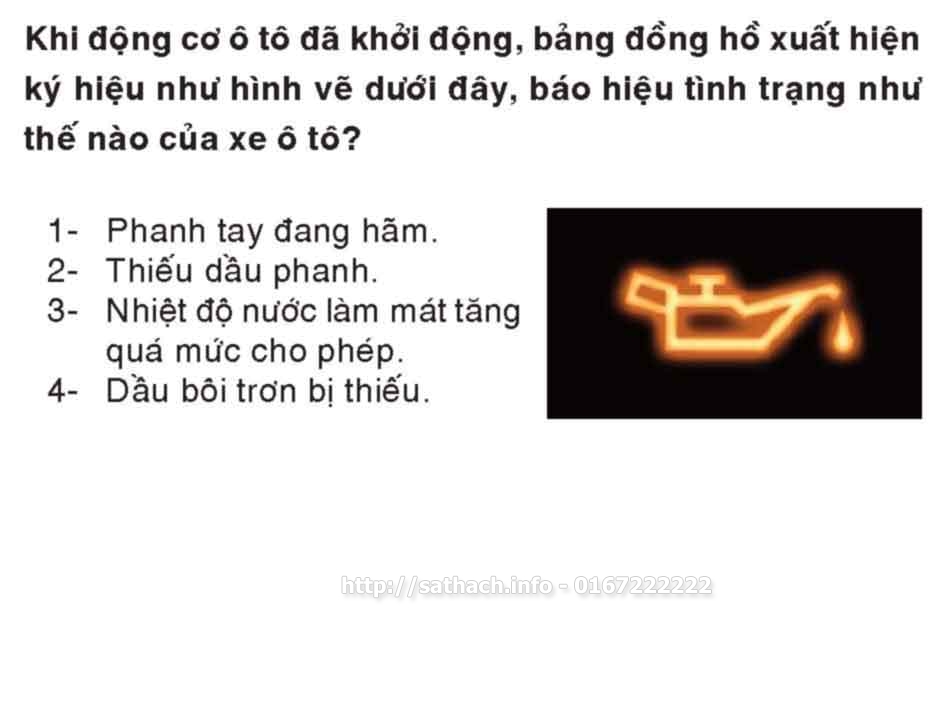 Khi động cơ ô tô đã khởi động, bảng đồng hồ xuất hiện
ký hiệu như hình vẽ dưới đây, báo hiệu tình trạng như
thế nào của xe ô tô?
1- Phanh tay đang hãm.
2- Thiếu dầu phanh.
3- Nhiệt độ nước làm mát tăng
quá mức cho phép.
4- Dầu bôi trơn bị thiếu.
http://sathach.info - 0167222222